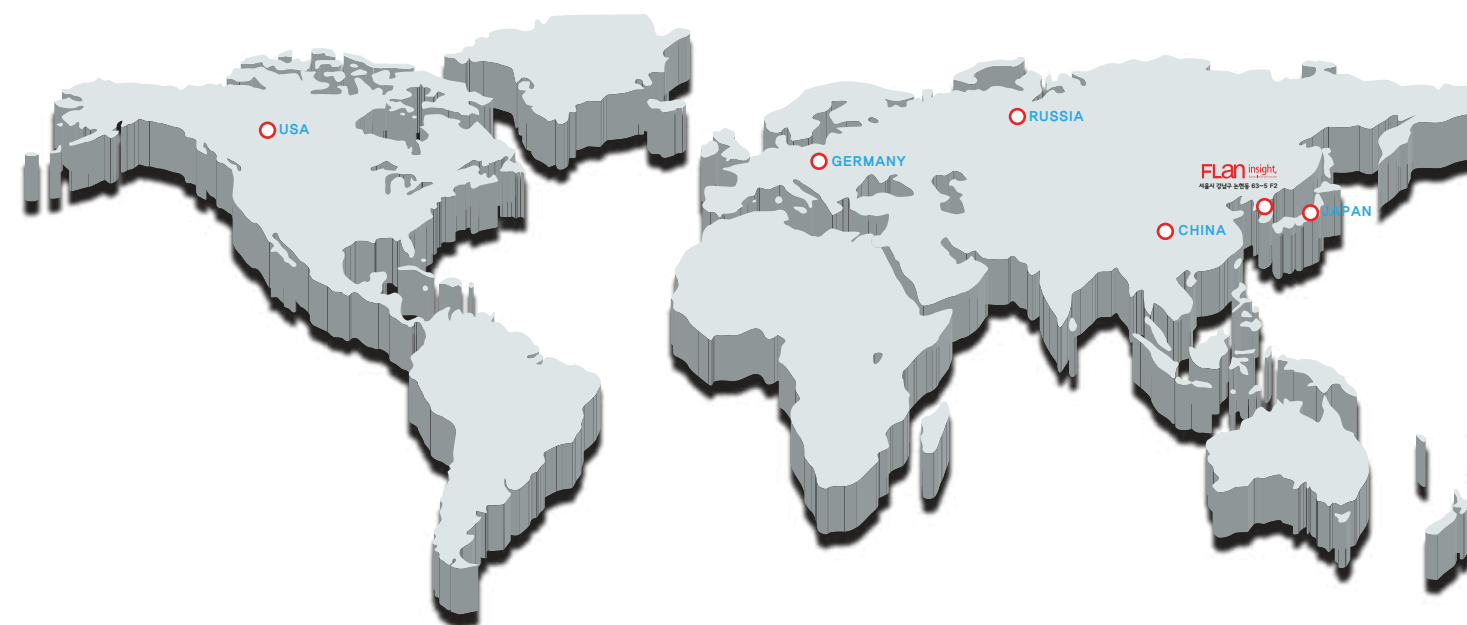 USA
RUSSIA
GERMANY
FLan insight,
서울시 강남구 논현동 63-5 F2
JAPAN
CHINA